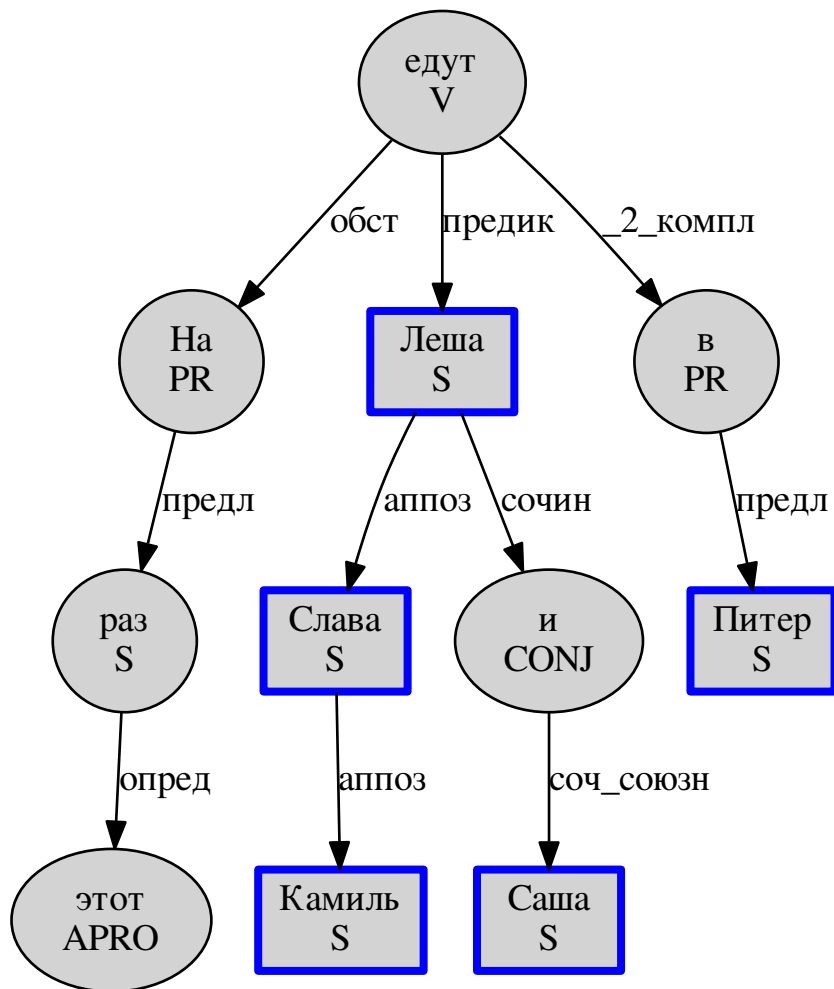 едут
V
обст
предик
_2_компл
На
PR
Леша
S
в
PR
предл
аппоз
сочин
предл
раз
S
Слава
S
и
CONJ
Питер
S
опред
аппоз
соч_союзн
этот
APRO
Камиль
S
Саша
S